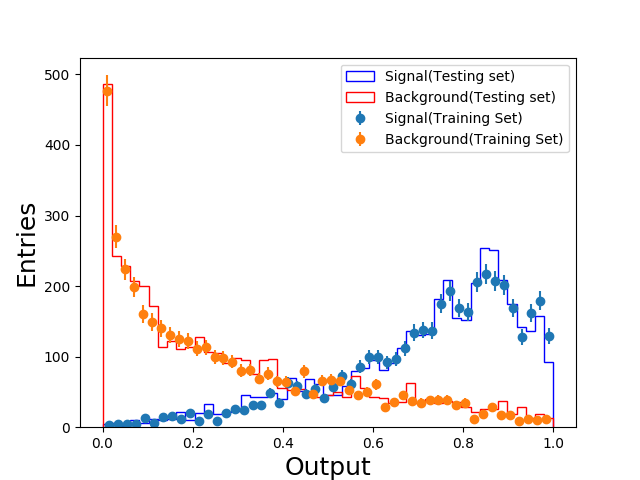 500
400
300
200
100
0
Entries
Signal(Testing set)
Background(Testing set)
Signal(Training Set)
Background(Training Set)
0.0 0.2 0.4 0.6 0.8 1.0
Output